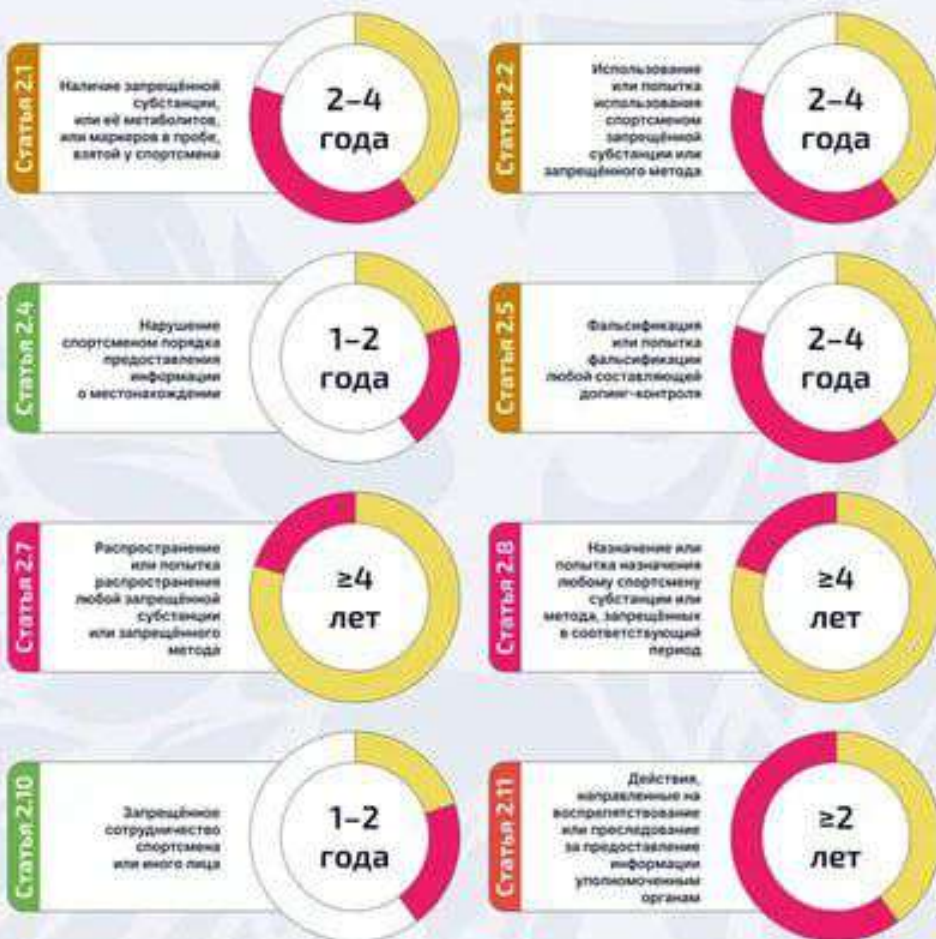 Статья 2.1
Наличие запрещённой
субстанции,
или её метаболитов,
или маркеров в пробе,
взятой у спортсмена
2–4
года
Статья 2.2
Использование
или попытка
использования
спортсменом
запрещённой
субстанции или
запрещённого метода
2–4
года
Статья 2.4
Нарушение
спортсменом порядка
предоставления
информации
о местонахождении
1–2
года
Статья 2.5
Фальсификация
или попытка
фальсификации
любой составляющей
допинг-контроля
2–4
года
Статья 2.7
Распространение
или попытка
распространения
любой запрещённой
субстанции
или запрещённого
метода
≥4
лет
Статья 2.8
Назначение или
попытка назначения
любому спортсмену
субстанции или
метода, запрещённых
в соответствующий
период
≥4
лет
Статья 2.10
Запрещённое
сотрудничество
спортсмена
или иного лица
1–2
года
Статья 2.11
Действия,
направленные на
воспрепятствование
или преследование
за предоставление
информации
уполномоченным
органам
≥2
лет